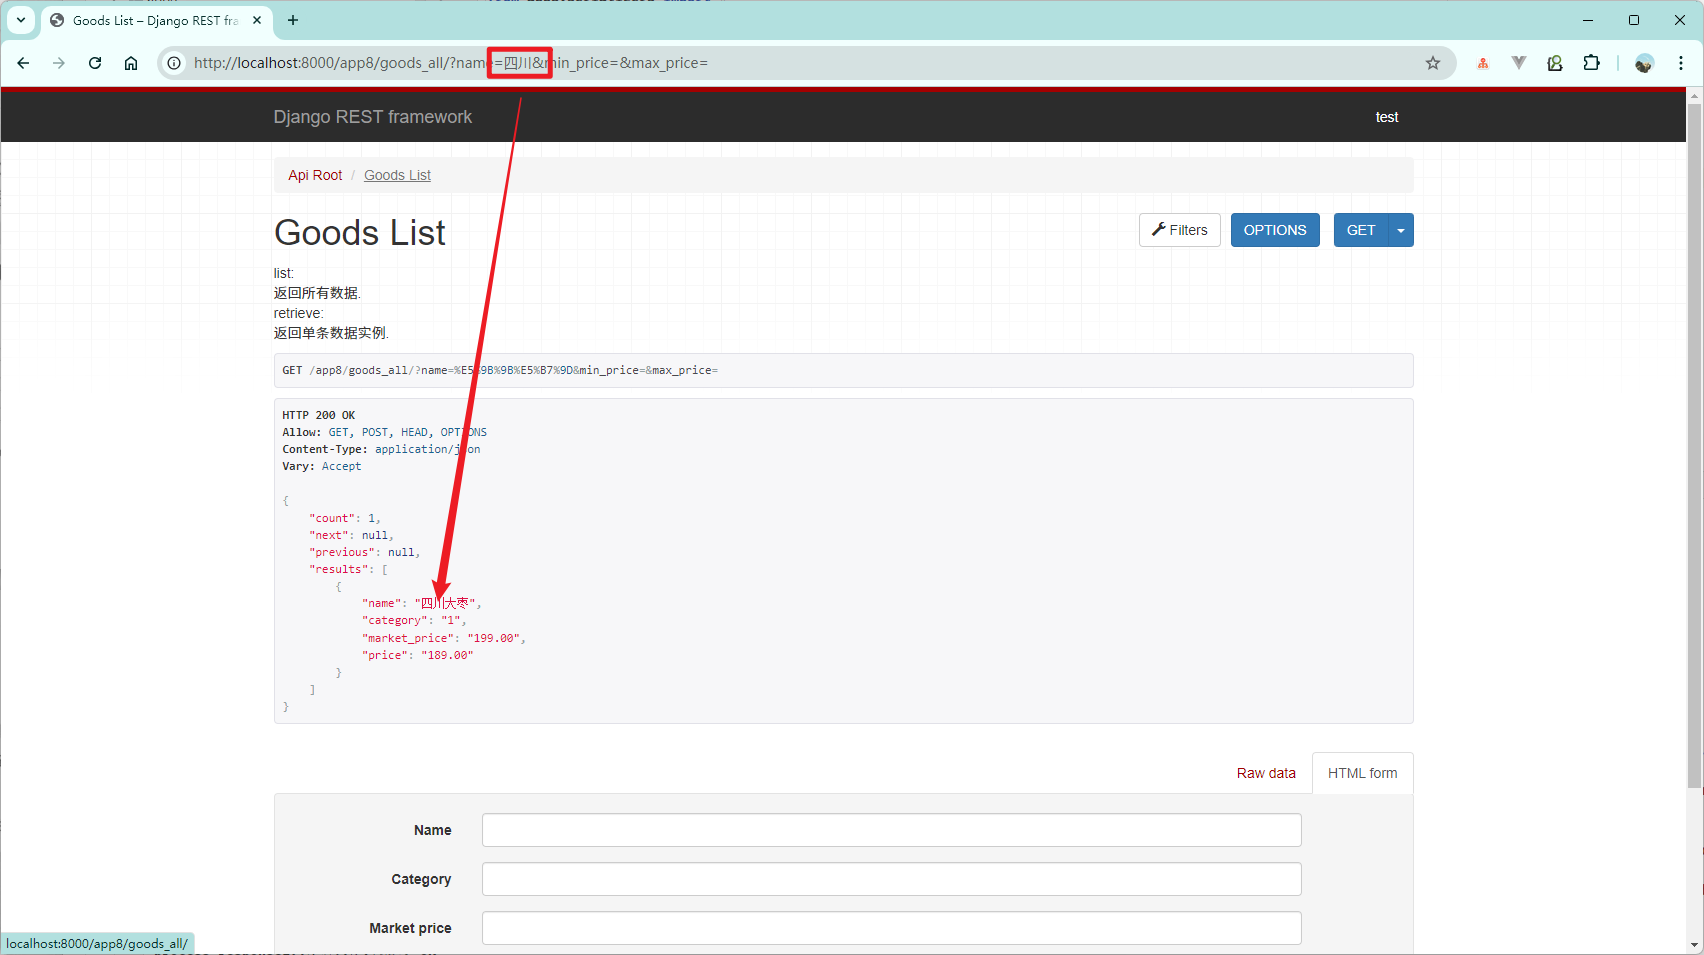 Goods List – Django REST fra
http://localhost:8000/app8/goods_all/?name=四川&min_price=&max_price=
Django REST framework
test
Api Root / Goods List
Goods List
Filters
OPTIONS
GET
list:
返回所有数据.
retrieve:
返回单条数据实例.
GET /app8/goods_all/?name=%E5%9B%9B%E5%B7%9D&min_price=&max_price=
HTTP 200 OK
Allow: GET, POST, HEAD, OPTIONS
Content-Type: application/json
Vary: Accept
{
"count": 1,
"next": null,
"previous": null,
"results": [
{
"name": "四川大枣",
"category": "1",
"market_price": "199.00",
"price": "189.00"
}
]
}
Raw data
HTML form
Name
Category
Market price
localhost:8000/app8/goods_all/